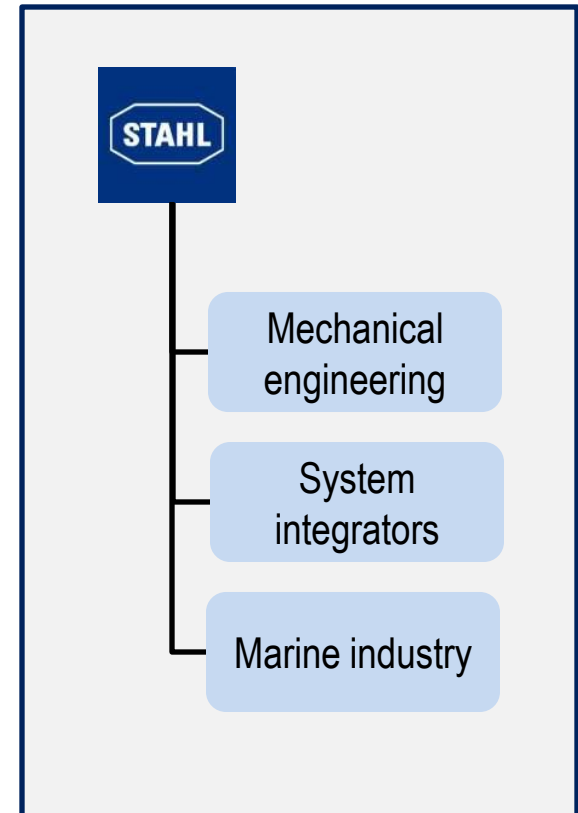 STAHL
Mechanical
engineering
System
integrators
Marine industry